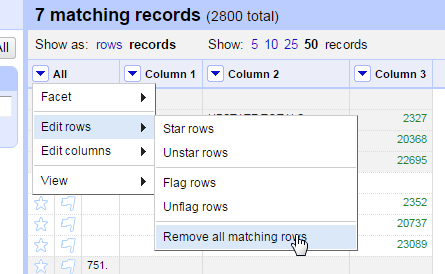 7 matching records (2800 total)
All
Show as: rows records Show: 5 10 25 50 records
All Column 1 Column 2 Column 3
Facet
Edit rows
Edit columns
View
Star rows
Unstar rows
Flag rows
Unflag rows
Remove all matching rows
2327
20368
22695
2352
20737
23089
751.